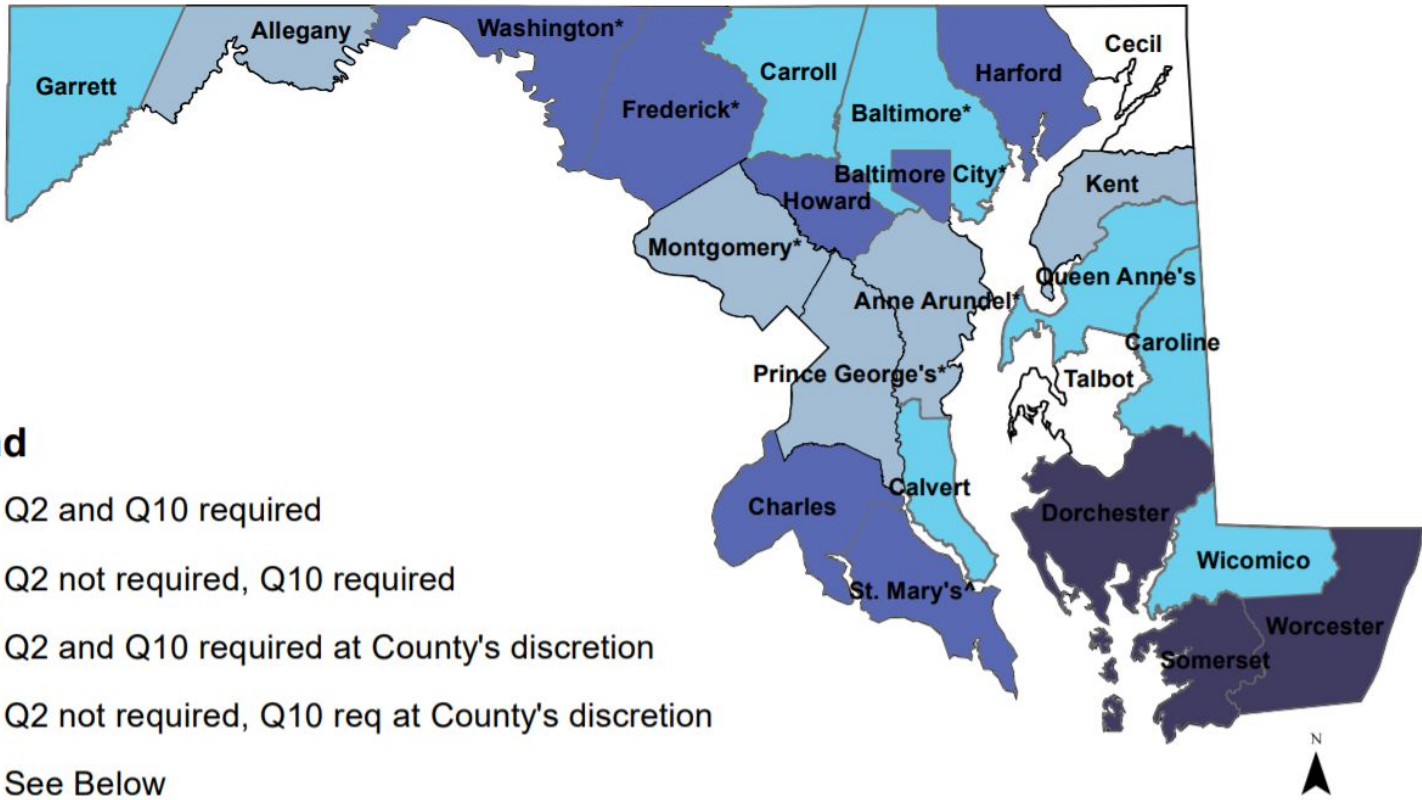 Garrett
Allegany
Washington*
Frederick*
Carroll
Baltimore*
Harford
Cecil
Baltimore City*
Howard
Kent
Montgomery*
Queen Anne's
Anne Arundel*
Caroline
Prince George's*
Talbot
Charles
Calvert
Dorchester
St. Mary's^
Wicomico
Worcester
Somerset
d
Q2 and Q10 required
Q2 not required, Q10 required
Q2 and Q10 required at County's discretion
Q2 not required, Q10 req at County's discretion
See Below
N